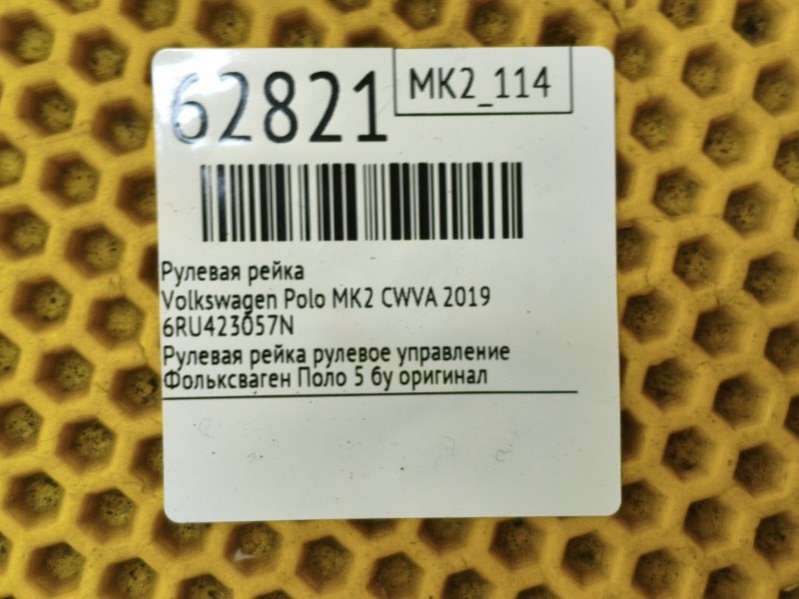 62821
MK2_114
Рулевая рейка
Volkswagen Polo MK2 CWVA 2019
6RU423057N
Рулевая рейка рулевое управление
Фольксваген Поло 5 бу оригинал